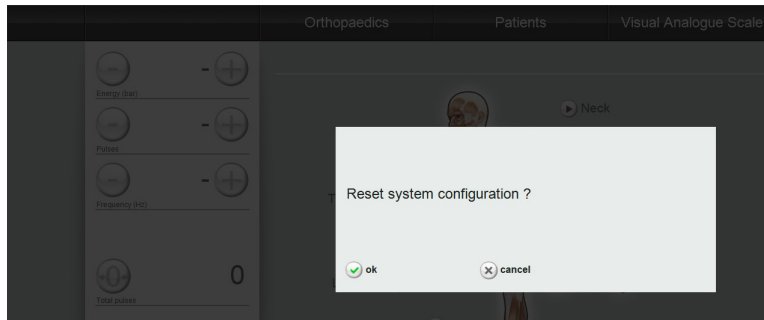 Orthopaedics Patients Visual Analogue Scale
-
Energy (bar)
-
Pulses
-
Frequency (Hz)
0
Total pulses
Neck
Reset system configuration ?
ok cancel